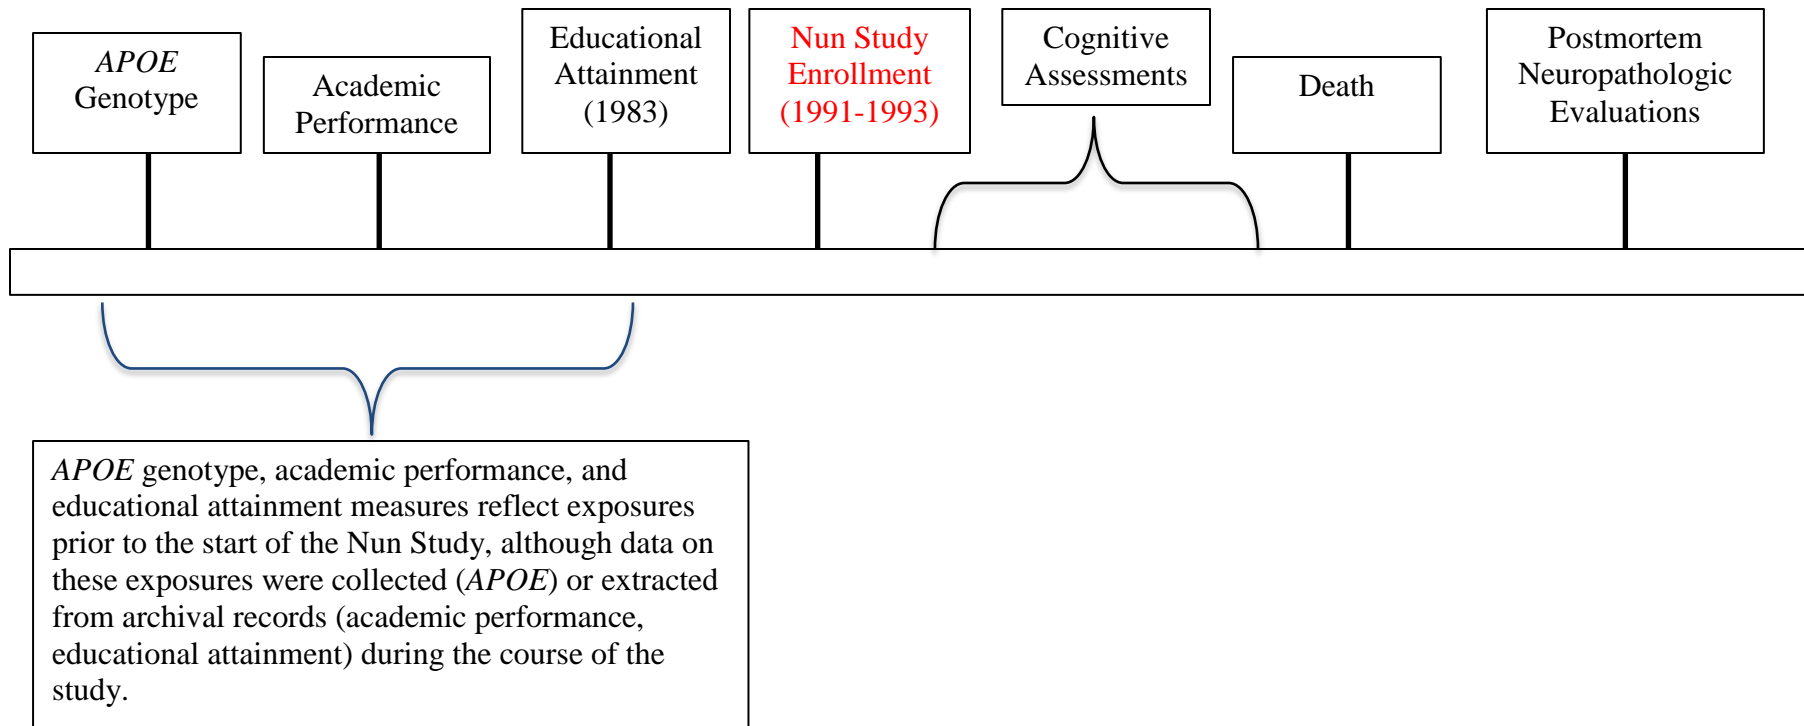 APOE
Genotype
Academic
Performance
Educational
Attainment
(1983)
Nun Study
Enrollment
(1991-1993)
Cognitive
Assessments
Death
Postmortem
Neuropathologic
Evaluations
APOE genotype, academic performance, and
educational attainment measures reflect exposures
prior to the start of the Nun Study, although data on
these exposures were collected (APOE) or extracted
from archival records (academic performance,
educational attainment) during the course of the
study.